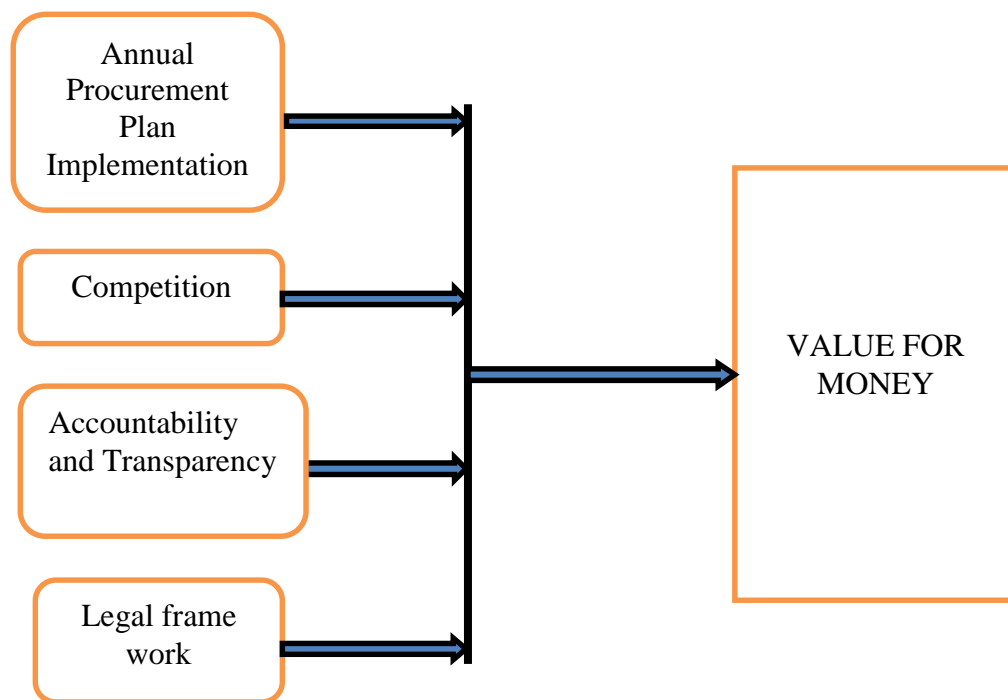 Annual
Procurement
Plan
Implementation
Competition
Accountability
and Transparency
Legal frame
work
VALUE FOR
MONEY